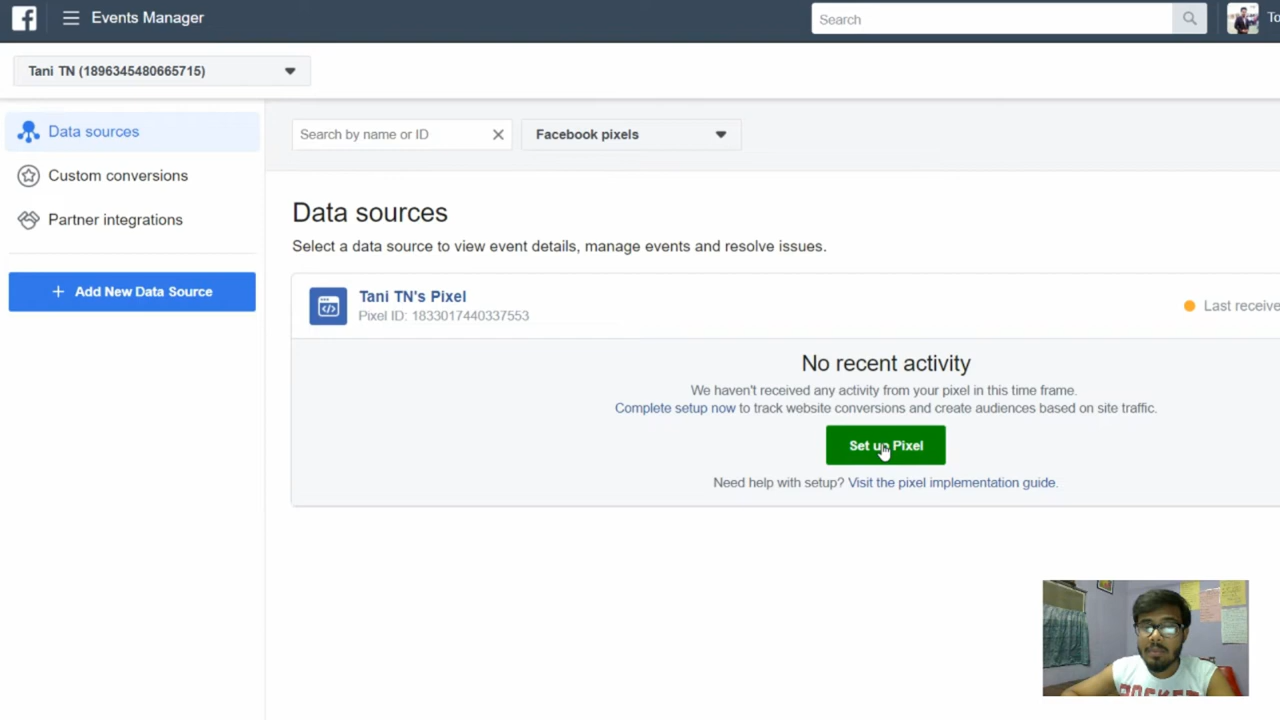 Events Manager
Search
To
Tani TN (1896345480665715)
Data sources
Custom conversions
Partner integrations
+ Add New Data Source
Search by name or ID
Facebook pixels
Data sources
Select a data source to view event details, manage events and resolve issues.
Tani TN's Pixel
Pixel ID: 1833017440337553
Last receive
No recent activity
We haven't received any activity from your pixel in this time frame.
Complete setup now to track website conversions and create audiences based on site traffic.
Set up Pixel
Need help with setup? Visit the pixel implementation guide.